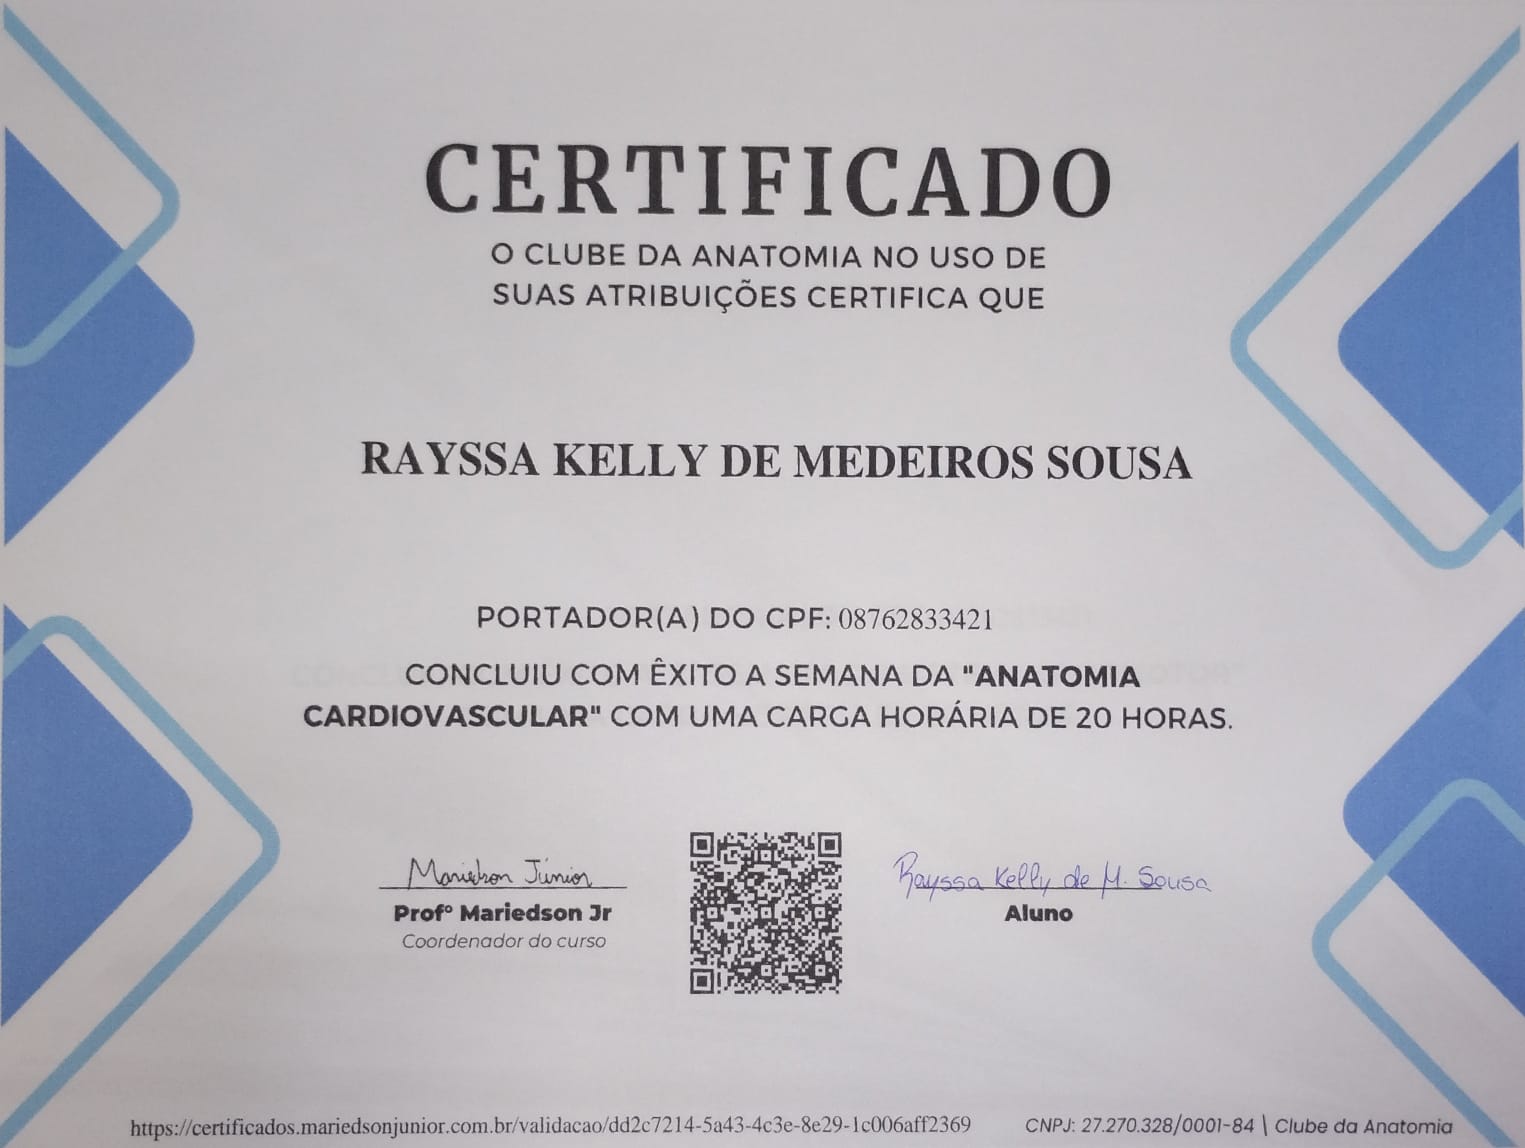 CERTIFICADO
O CLUBE DA ANATOMIA NO USO DE
SUAS ATRIBUIÇÕES CERTIFICA QUE
RAYSSA KELLY DE MEDEIROS SOUSA
PORTADOR(A) DO CPF: 08762833421
CONCLUIU COM ÊXITO A SEMANA DA "ANATOMIA
CARDIOVASCULAR" COM UMA CARGA HORÁRIA DE 20 HORAS.
Mariedson Júnior
Profº Mariedson Jr
Coordenador do curso
Rayssa Kelly de M. Sousa
Aluno
https://certificados.mariedsonjunior.com.br/validacao/dd2c7214-5a43-4c3e-8e29-1c006aff2369
CNPJ: 27.270.328/0001-84 | Clube da Anatomia